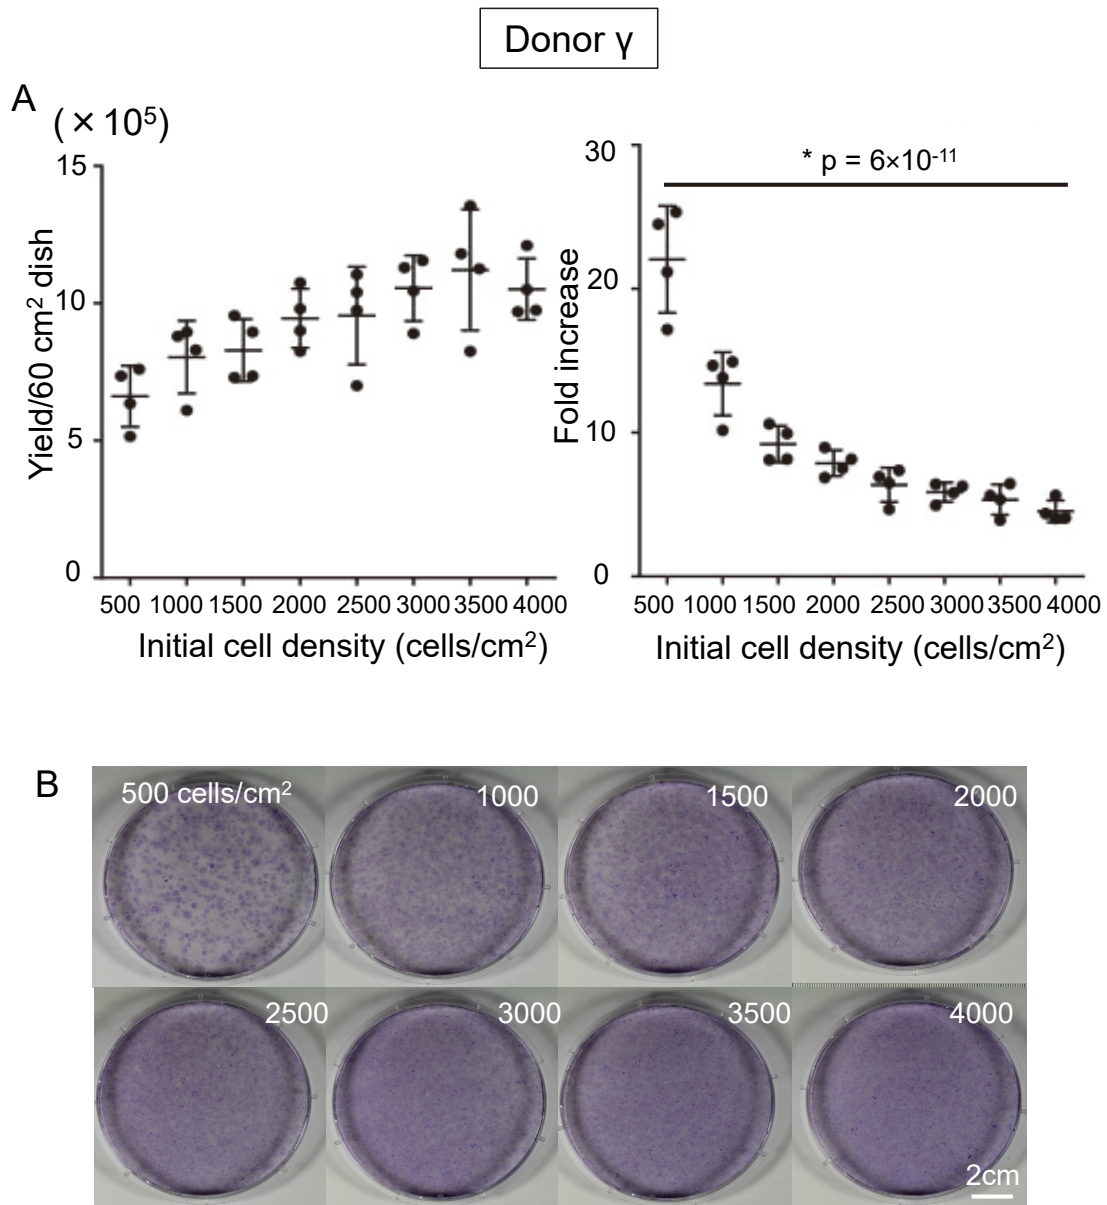 Donor γ
A
(×10⁵)
15
10
5
0
Yield/60 cm² dish
500 1000 1500 2000 2500 3000 3500 4000
Initial cell density (cells/cm²)
* p = 6×10⁻¹¹
30
20
10
0
Fold increase
500 1000 1500 2000 2500 3000 3500 4000
Initial cell density (cells/cm²)
B
500 cells/cm²
1000
1500
2000
2500
3000
3500
4000
2cm